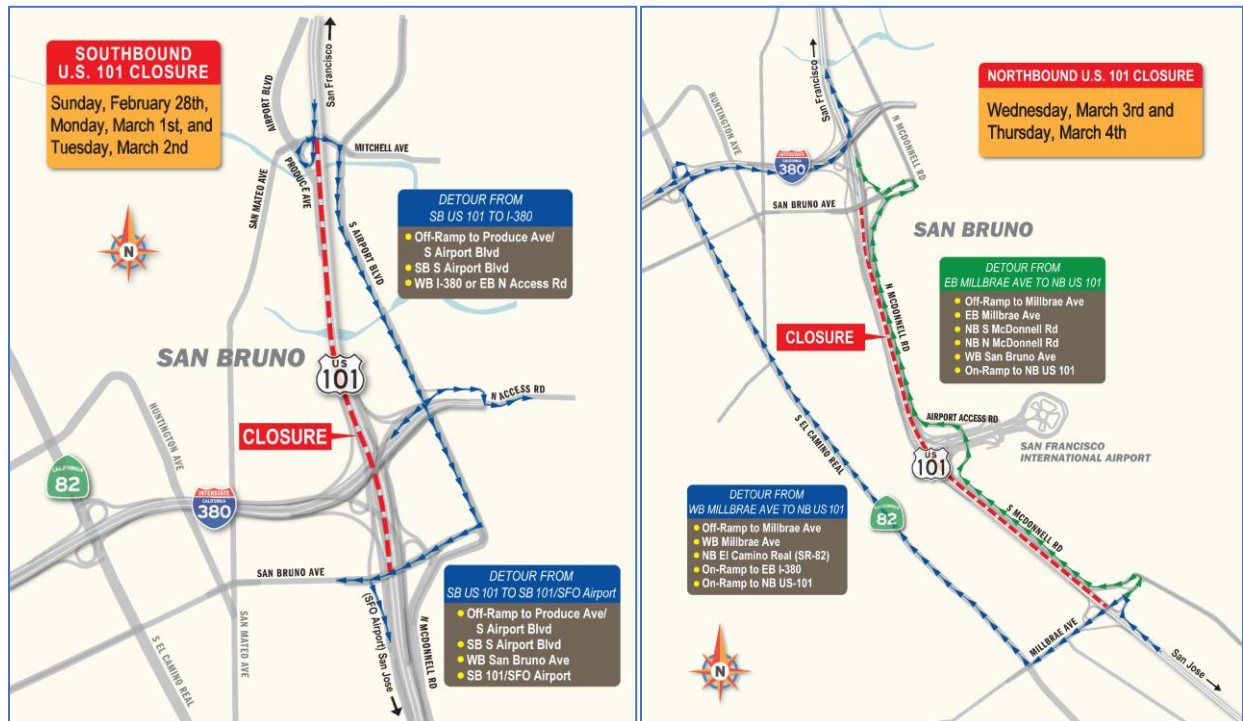 SOUTHBOUND
U.S. 101 CLOSURE
Sunday, February 28th,
Monday, March 1st, and
Tuesday, March 2nd
San Francisco
AIRPORT BLVD
MITCHELL AVE
PRODUCE AVE
SAN MATEO AVE
S AIRPORT BLVD
DETOUR FROM
SB US 101 TO I-380
Off-Ramp to Produce Ave/
S Airport Blvd
SB S Airport Blvd
WB I-380 or EB N Access Rd
N
SAN BRUNO
US
101
N ACCESS RD
CLOSURE
HUNTINGTON AVE
CALIFORNIA
82
INTERSTATE
CALIFORNIA
380
SAN BRUNO AVE
DETOUR FROM
SB US 101 TO SB 101/SFO Airport
Off-Ramp to Produce Ave/
S Airport Blvd
SB S Airport Blvd
WB San Bruno Ave
SB 101/SFO Airport
S EL CAMINO REAL
SAN MATEO AVE
(SFO Airport) San Jose
N MCDONNELL RD
NORTHBOUND U.S. 101 CLOSURE
Wednesday, March 3rd and
Thursday, March 4th
San Francisco
HUNTINGTON AVE
N MCDONNELL RD
INTERSTATE
CALIFORNIA
380
SAN BRUNO AVE
SAN BRUNO
DETOUR FROM
EB MILLBRAE AVE TO NB US 101
Off-Ramp to Millbrae Ave
EB Millbrae Ave
NB S McDonnell Rd
NB N McDonnell Rd
WB San Bruno Ave
On-Ramp to NB US 101
N MCDONNELL RD
CLOSURE
AIRPORT ACCESS RD
SAN FRANCISCO
INTERNATIONAL AIRPORT
US
101
S EL CAMINO REAL
DETOUR FROM
WB MILLBRAE AVE TO NB US 101
Off-Ramp to Millbrae Ave
WB Millbrae Ave
NB El Camino Real (SR-82)
On-Ramp to EB I-380
On-Ramp to NB US-101
CALIFORNIA
82
S MCDONNELL RD
MILLBRAE AVE
San Jose
N